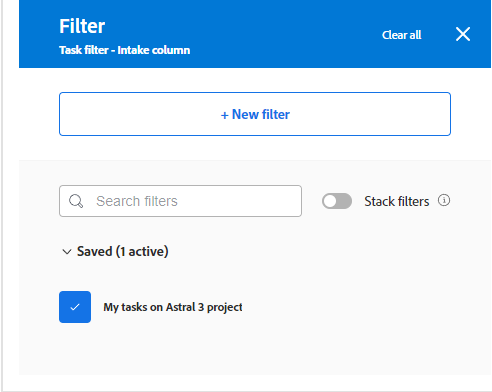 Filter
Clear all
Task filter - Intake column
+ New filter
Search filters
Stack filters
Saved (1 active)
My tasks on Astral 3 project